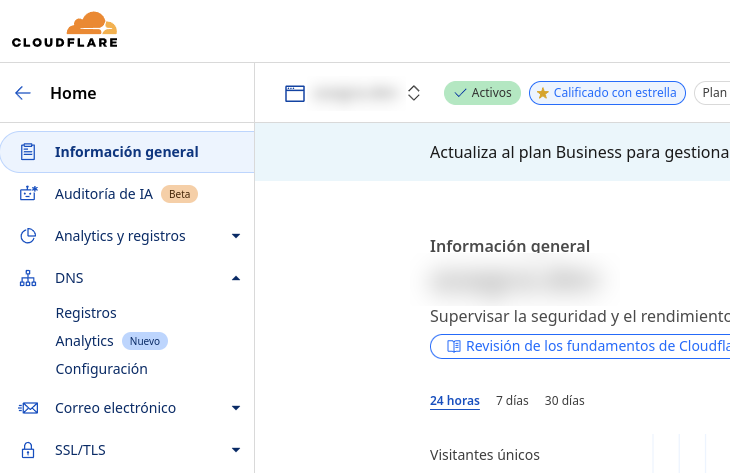 CLOUDFLARE
Home
Activos
Calificado con estrella
Plan
Información general
Auditoría de IA Beta
Analytics y registros
DNS
Registros
Analytics Nuevo
Configuración
Correo electrónico
SSL/TLS
Actualiza al plan Business para gestiona
Información general
Supervisar la seguridad y el rendimiento
Revisión de los fundamentos de Cloudfla
24 horas 7 días 30 días
Visitantes únicos